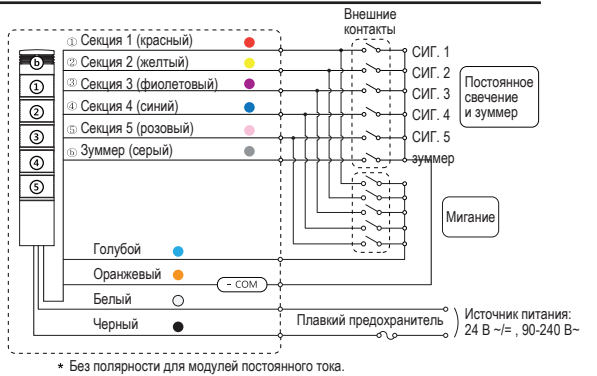 Внешние
контакты
① Секция 1 (красный)
② Секция 2 (желтый)
③ Секция 3 (фиолетовый)
④ Секция 4 (синий)
⑤ Секция 5 (розовый)
ⓑ Зуммер (серый)
ⓑ
①
②
③
④
⑤
СИГ. 1
СИГ. 2
СИГ. 3
СИГ. 4
СИГ. 5
зуммер
Постоянное
свечение
и зуммер
Мигание
Голубой
Оранжевый
- COM
Белый
Черный
Плавкий предохранитель
Источник питания:
24 В ~/= , 90-240 В~
* Без полярности для модулей постоянного тока.